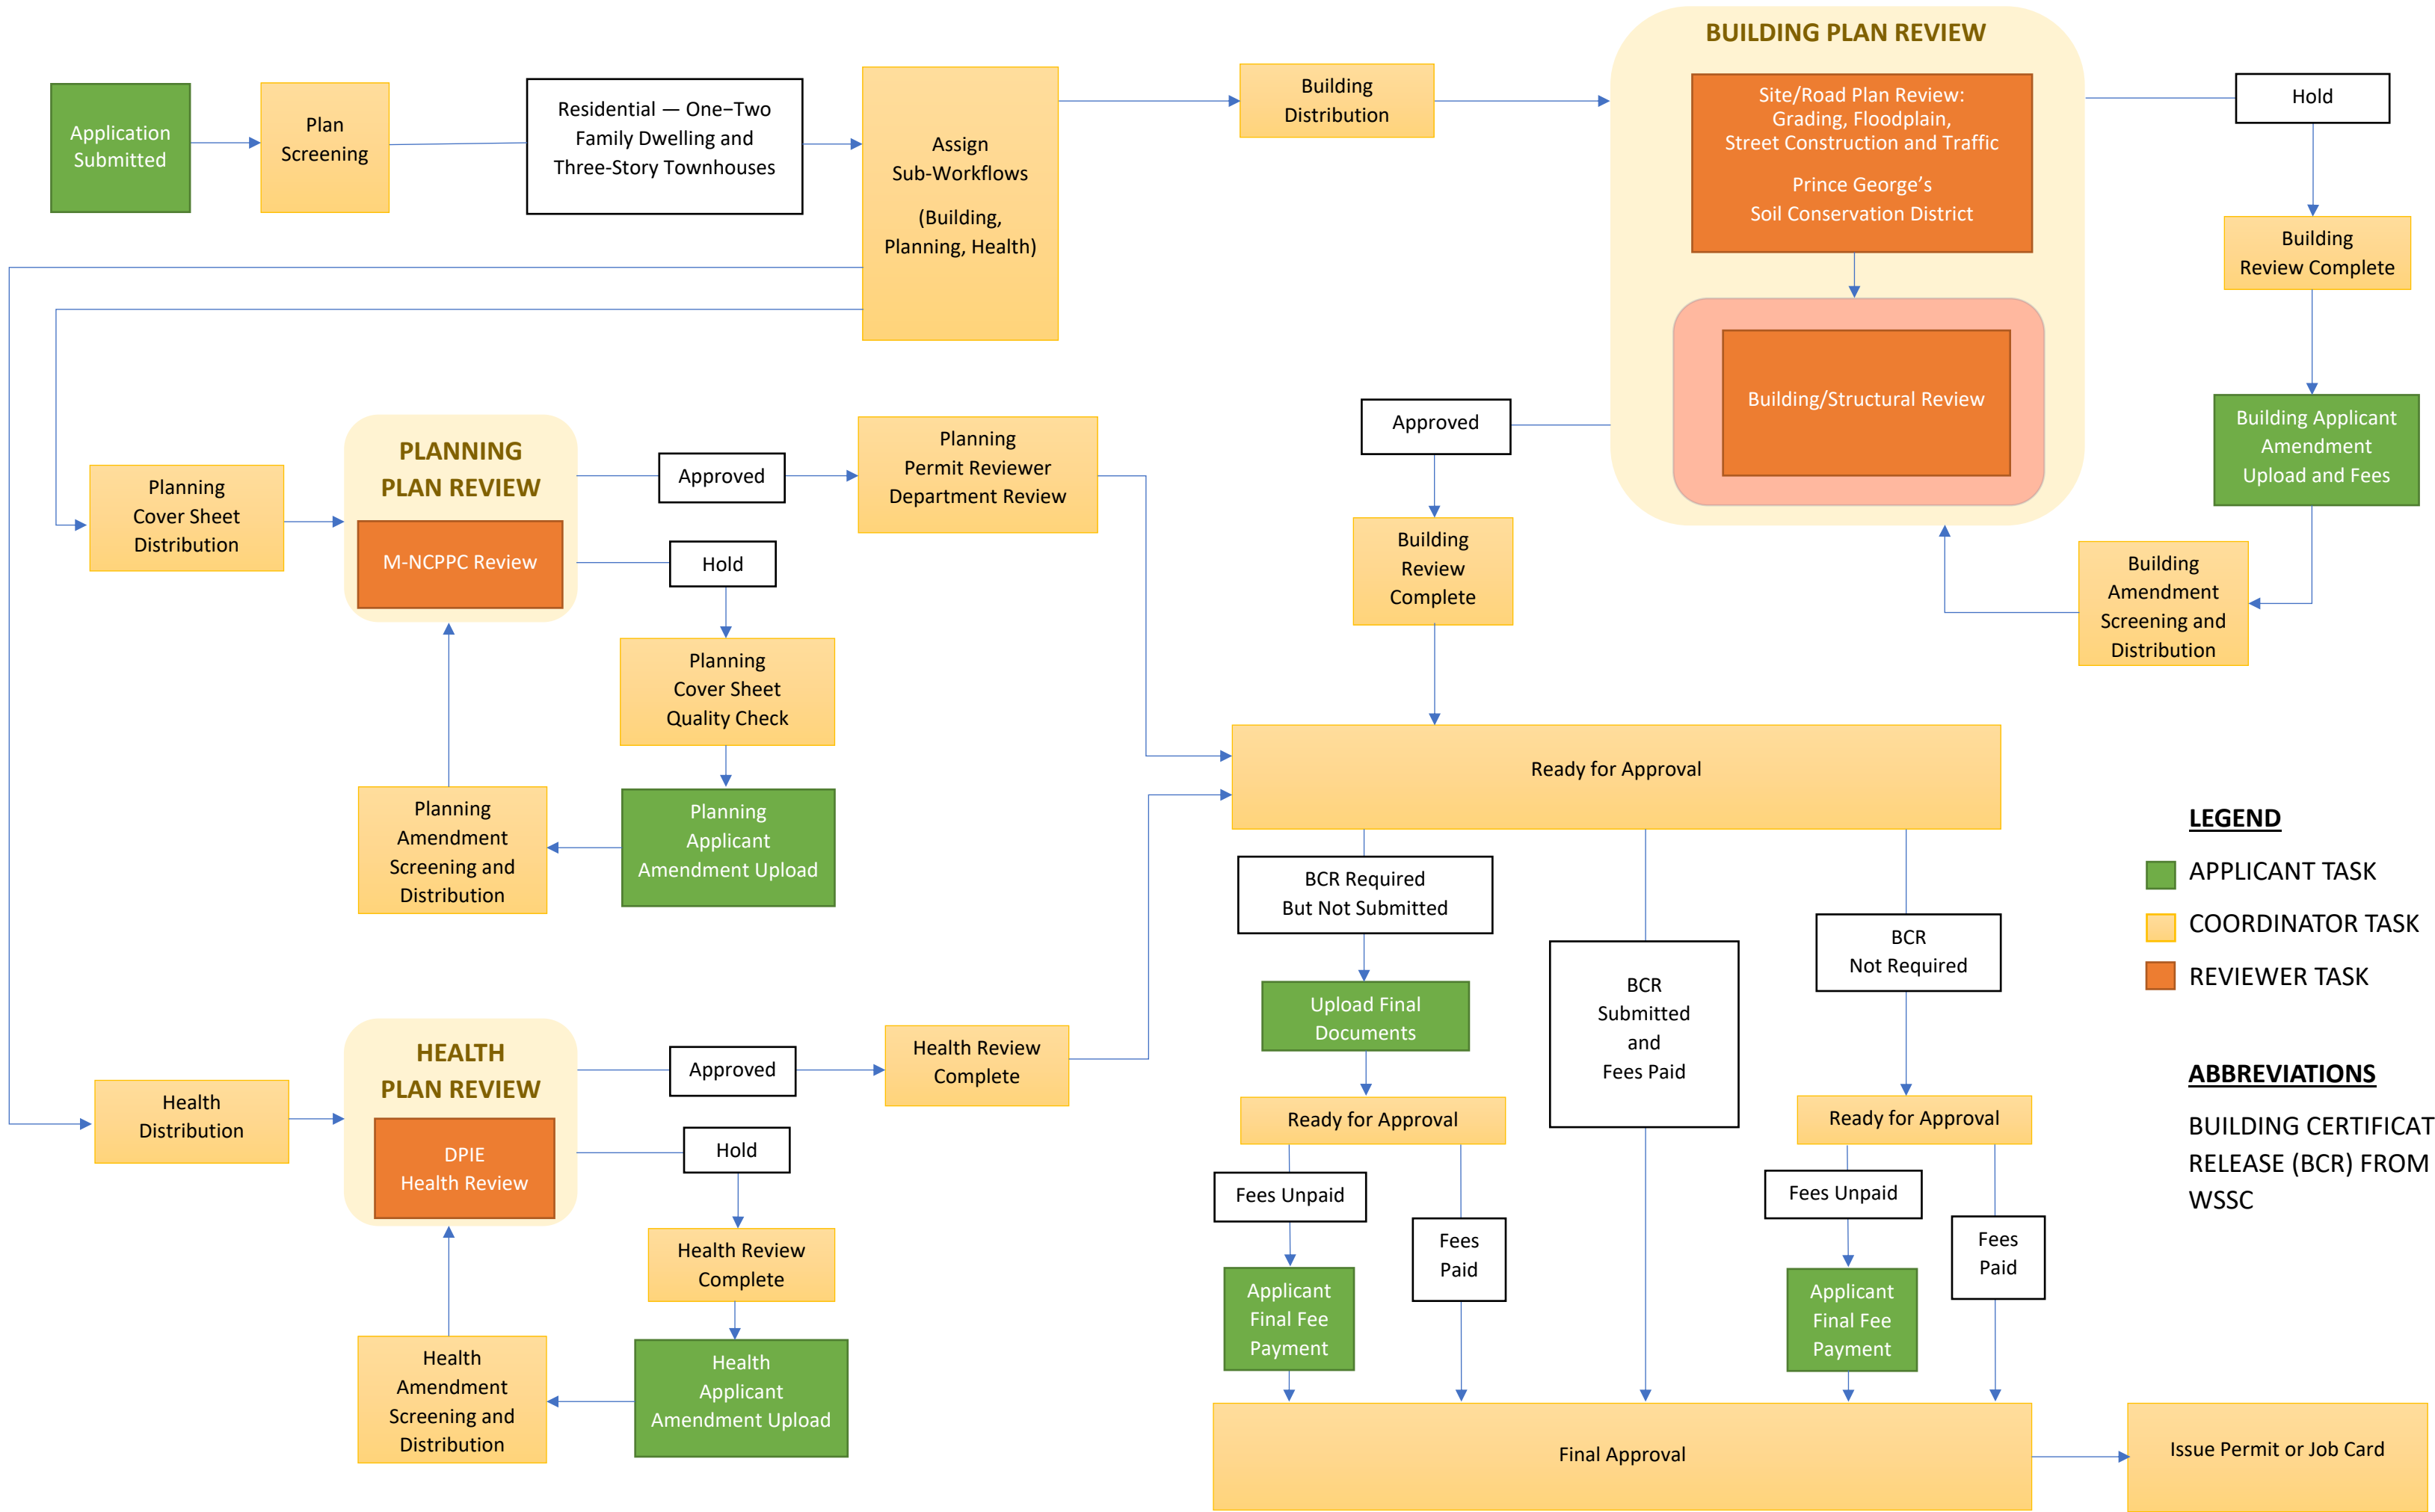 BUILDING PLAN REVIEW
Application
Submitted
Plan
Screening
Residential — One–Two
Family Dwelling and
Three-Story Townhouses
Assign
Sub-Workflows
(Building,
Planning, Health)
Building
Distribution
Site/Road Plan Review:
Grading, Floodplain,
Street Construction and Traffic
Prince George’s
Soil Conservation District
Building/Structural Review
Hold
Building
Review Complete
Building Applicant
Amendment
Upload and Fees
Building
Amendment
Screening and
Distribution
Approved
Building
Review
Complete
Planning
Cover Sheet
Distribution
PLANNING
PLAN REVIEW
M-NCPPC Review
Approved
Planning
Permit Reviewer
Department Review
Hold
Planning
Cover Sheet
Quality Check
Planning
Applicant
Amendment Upload
Planning
Amendment
Screening and
Distribution
Health
Distribution
HEALTH
PLAN REVIEW
DPIE
Health Review
Approved
Health Review
Complete
Hold
Health Review
Complete
Health
Applicant
Amendment Upload
Health
Amendment
Screening and
Distribution
Ready for Approval
BCR Required
But Not Submitted
Upload Final
Documents
Ready for Approval
Fees Unpaid
Fees
Paid
Applicant
Final Fee
Payment
BCR
Submitted
and
Fees Paid
BCR
Not Required
Ready for Approval
Fees Unpaid
Fees
Paid
Applicant
Final Fee
Payment
Final Approval
Issue Permit or Job Card
LEGEND
APPLICANT TASK
COORDINATOR TASK
REVIEWER TASK
ABBREVIATIONS
BUILDING CERTIFICAT
RELEASE (BCR) FROM
WSSC